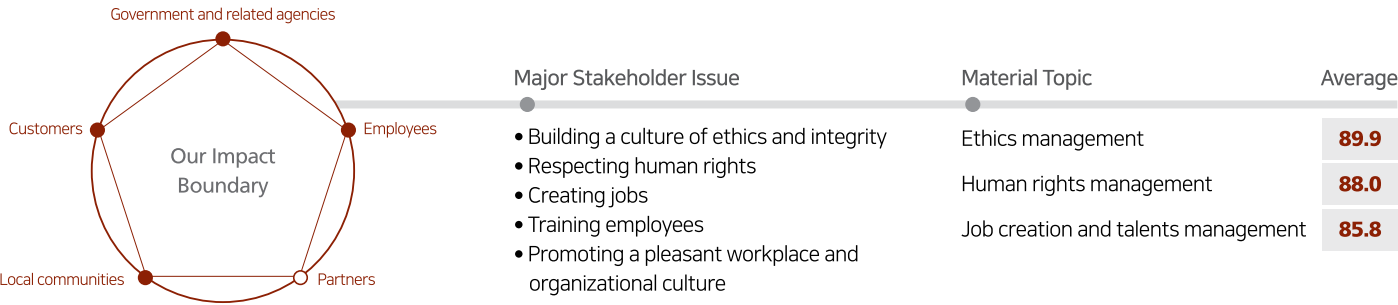 Government and related agencies
Customers
Employees
Our Impact
Boundary
Local communities
Partners
Major Stakeholder Issue
• Building a culture of ethics and integrity
• Respecting human rights
• Creating jobs
• Training employees
• Promoting a pleasant workplace and
organizational culture
Material Topic
Average
Ethics management
89.9
Human rights management
88.0
Job creation and talents management
85.8